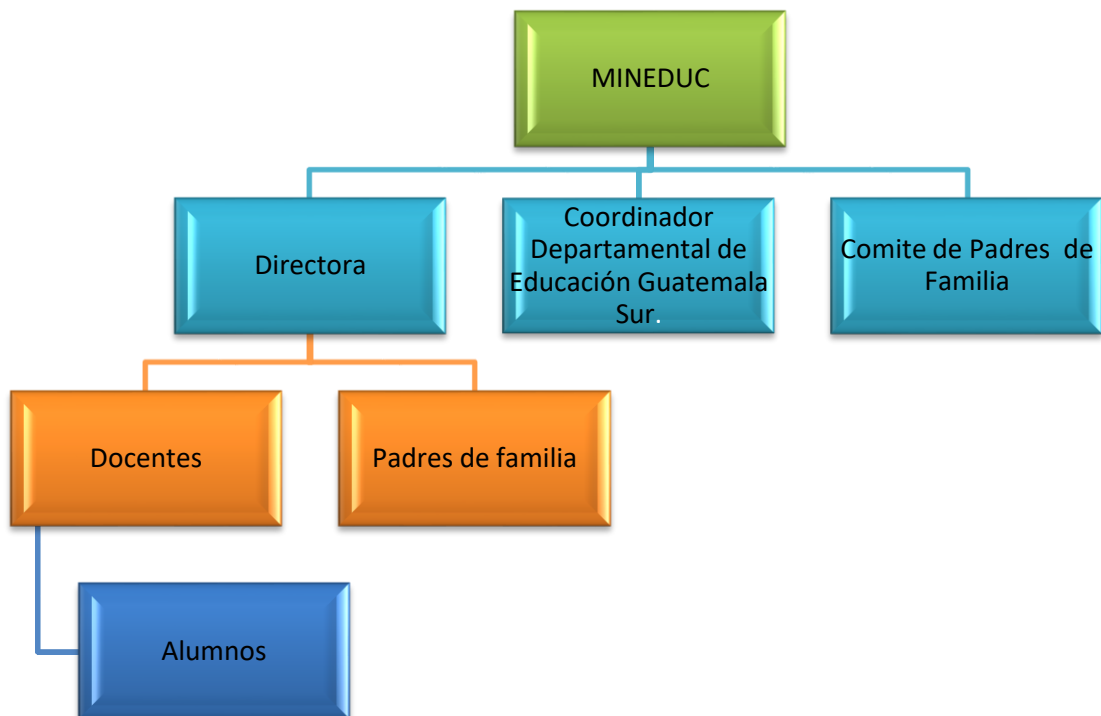 MINEDUC
Directora
Coordinador
Departamental de
Educación Guatemala
Sur.
Comite de Padres de
Familia
Docentes
Padres de familia
Alumnos